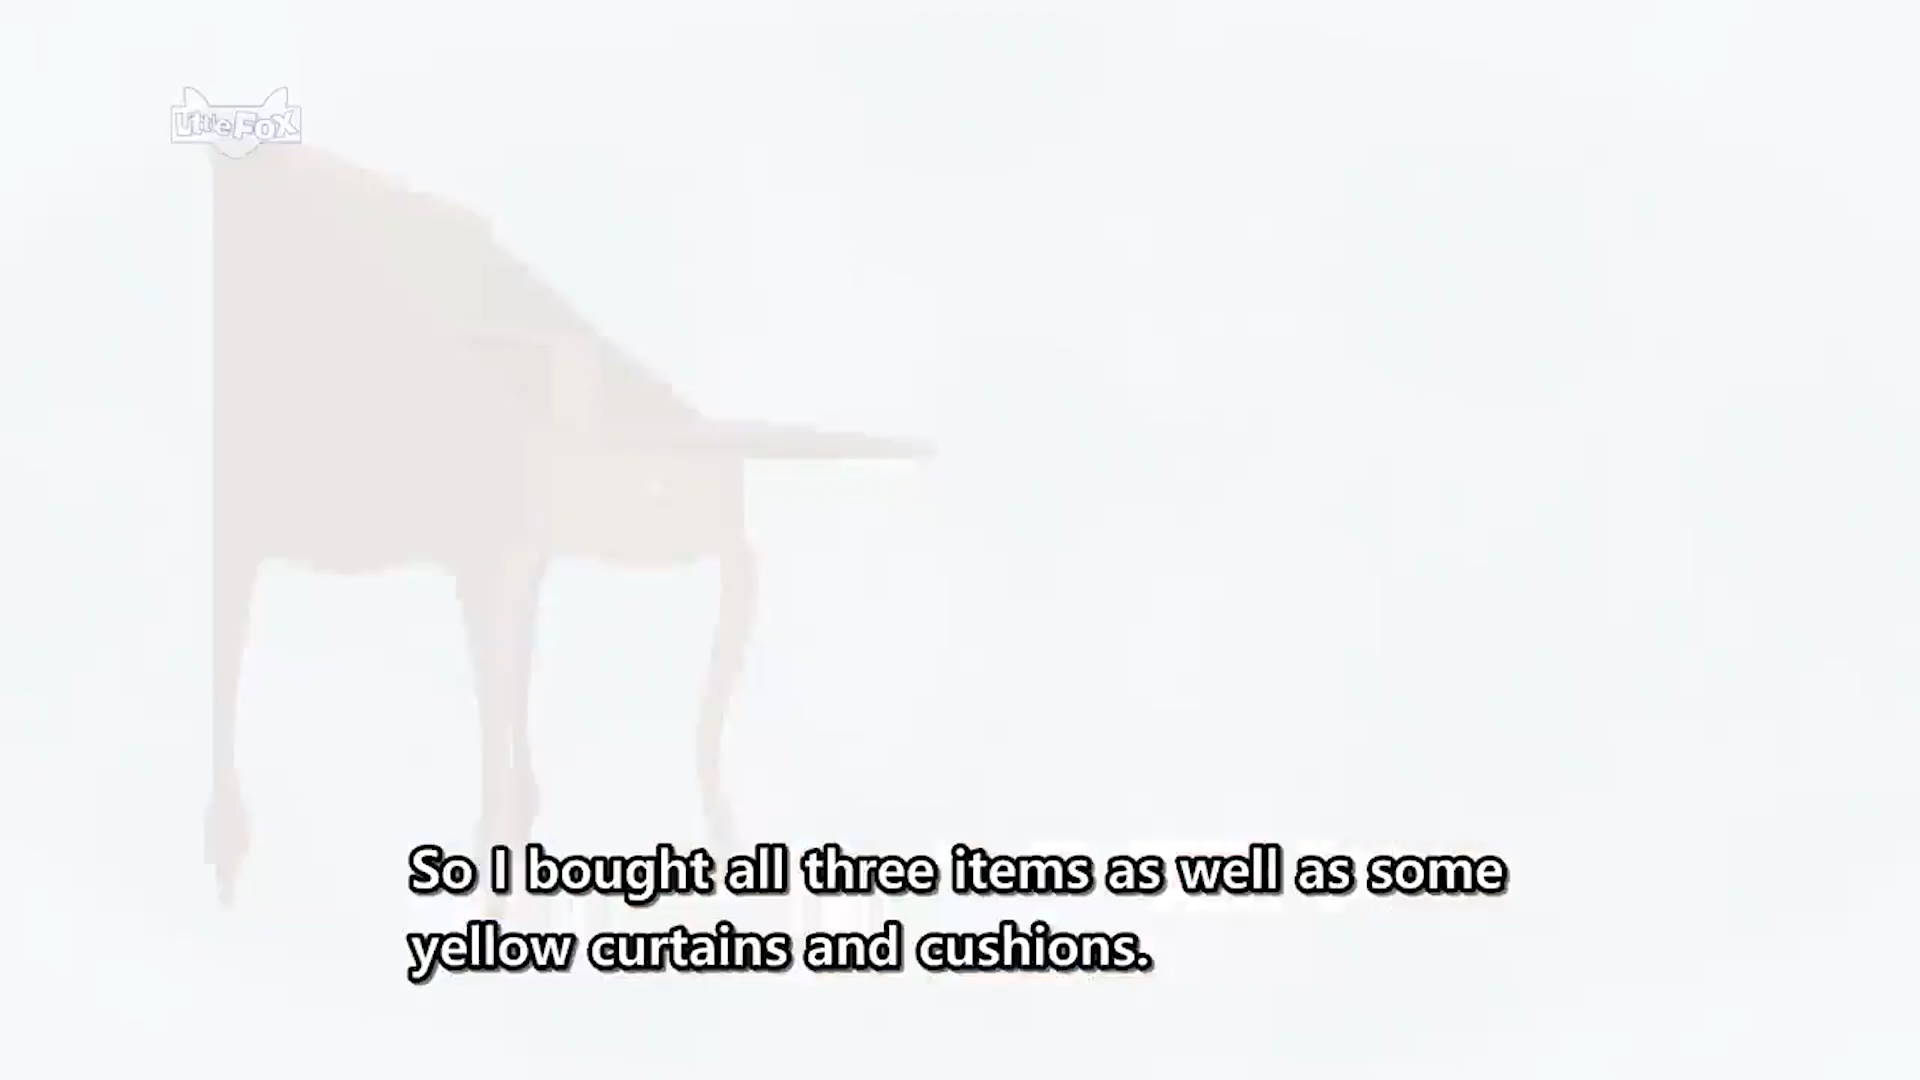 Little Fox
So I bought all three items as well as some
yellow curtains and cushions.